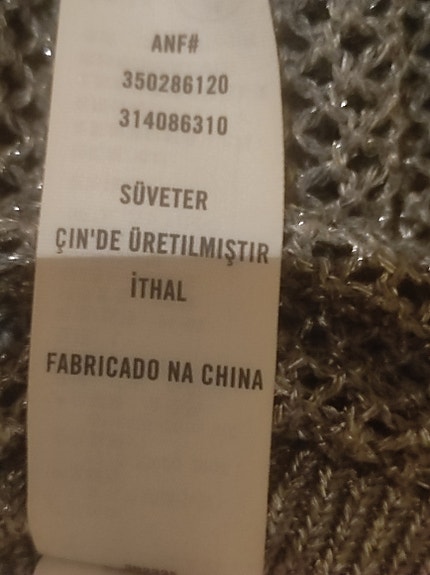 ANF#
350286120
314086310
SÜVETER
ÇIN'DE ÜRETILMIŞTIR
İTHAL
FABRICADO NA CHINA